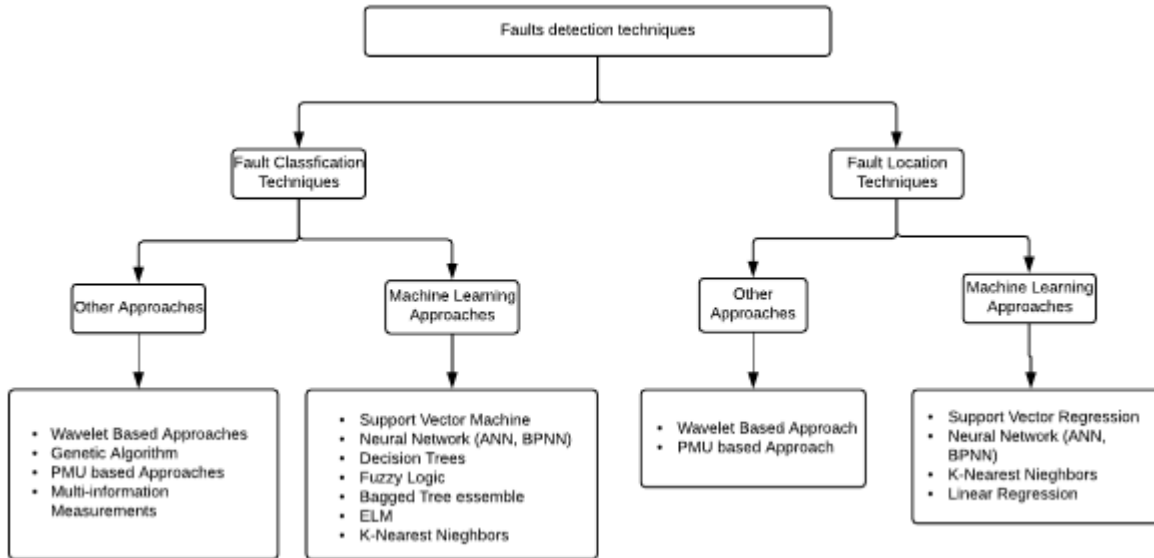 Faults detection techniques
Fault Classfication
Techniques
Fault Location
Techniques
Other Approaches
Machine Learning
Approaches
Other
Approaches
Machine Learning
Approaches
• Wavelet Based Approaches
• Genetic Algorithm
• PMU based Approaches
• Multi-information
Measurements
• Support Vector Machine
• Neural Network (ANN, BPNN)
• Decision Trees
• Fuzzy Logic
• Bagged Tree essemble
• ELM
• K-Nearest Nieghbors
• Wavelet Based Approach
• PMU based Approach
• Support Vector Regression
• Neural Network (ANN,
BPNN)
• K-Nearest Nieghbors
• Linear Regression